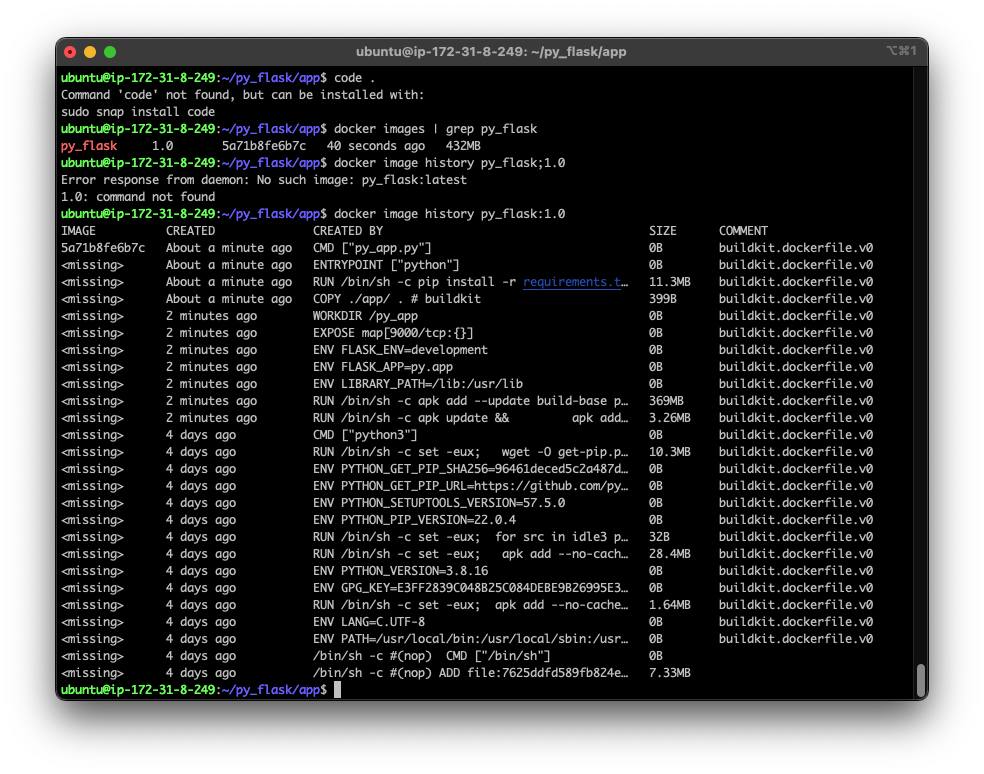 ubuntu@ip-172-31-8-249: ~/py_flask/app ⌥⌘1
ubuntu@ip-172-31-8-249:~/py_flask/app$ code .
Command 'code' not found, but can be installed with:
sudo snap install code
ubuntu@ip-172-31-8-249:~/py_flask/app$ docker images | grep py_flask
py_flask     1.0       5a71b8fe6b7c   40 seconds ago   432MB
ubuntu@ip-172-31-8-249:~/py_flask/app$ docker image history py_flask;1.0
Error response from daemon: No such image: py_flask:latest
1.0: command not found
ubuntu@ip-172-31-8-249:~/py_flask/app$ docker image history py_flask:1.0
IMAGE          CREATED              CREATED BY                                      SIZE      COMMENT
5a71b8fe6b7c   About a minute ago   CMD ["py_app.py"]                               0B        buildkit.dockerfile.v0
<missing>      About a minute ago   ENTRYPOINT ["python"]                           0B        buildkit.dockerfile.v0
<missing>      About a minute ago   RUN /bin/sh -c pip install -r requirements.t…   11.3MB    buildkit.dockerfile.v0
<missing>      About a minute ago   COPY ./app/ . # buildkit                        399B      buildkit.dockerfile.v0
<missing>      2 minutes ago        WORKDIR /py_app                                 0B        buildkit.dockerfile.v0
<missing>      2 minutes ago        EXPOSE map[9000/tcp:{}]                         0B        buildkit.dockerfile.v0
<missing>      2 minutes ago        ENV FLASK_ENV=development                       0B        buildkit.dockerfile.v0
<missing>      2 minutes ago        ENV FLASK_APP=py.app                            0B        buildkit.dockerfile.v0
<missing>      2 minutes ago        ENV LIBRARY_PATH=/lib:/usr/lib                  0B        buildkit.dockerfile.v0
<missing>      2 minutes ago        RUN /bin/sh -c apk add --update build-base p…   369MB     buildkit.dockerfile.v0
<missing>      2 minutes ago        RUN /bin/sh -c apk update &&         apk add…   3.26MB    buildkit.dockerfile.v0
<missing>      4 days ago           CMD ["python3"]                                 0B        buildkit.dockerfile.v0
<missing>      4 days ago           RUN /bin/sh -c set -eux;   wget -O get-pip.p…   10.3MB    buildkit.dockerfile.v0
<missing>      4 days ago           ENV PYTHON_GET_PIP_SHA256=96461deced5c2a487d…   0B        buildkit.dockerfile.v0
<missing>      4 days ago           ENV PYTHON_GET_PIP_URL=https://github.com/py…   0B        buildkit.dockerfile.v0
<missing>      4 days ago           ENV PYTHON_SETUPTOOLS_VERSION=57.5.0            0B        buildkit.dockerfile.v0
<missing>      4 days ago           ENV PYTHON_PIP_VERSION=22.0.4                   0B        buildkit.dockerfile.v0
<missing>      4 days ago           RUN /bin/sh -c set -eux;  for src in idle3 p…   32B       buildkit.dockerfile.v0
<missing>      4 days ago           RUN /bin/sh -c set -eux;   apk add --no-cach…   28.4MB    buildkit.dockerfile.v0
<missing>      4 days ago           ENV PYTHON_VERSION=3.8.16                       0B        buildkit.dockerfile.v0
<missing>      4 days ago           ENV GPG_KEY=E3FF2839C048B25C084DEBE9B26995E3…   0B        buildkit.dockerfile.v0
<missing>      4 days ago           RUN /bin/sh -c set -eux;  apk add --no-cache…   1.64MB    buildkit.dockerfile.v0
<missing>      4 days ago           ENV LANG=C.UTF-8                                0B        buildkit.dockerfile.v0
<missing>      4 days ago           ENV PATH=/usr/local/bin:/usr/local/sbin:/usr…   0B        buildkit.dockerfile.v0
<missing>      4 days ago           /bin/sh -c #(nop)  CMD ["/bin/sh"]              0B
<missing>      4 days ago           /bin/sh -c #(nop) ADD file:7625ddfd589fb824e…   7.33MB
ubuntu@ip-172-31-8-249:~/py_flask/app$